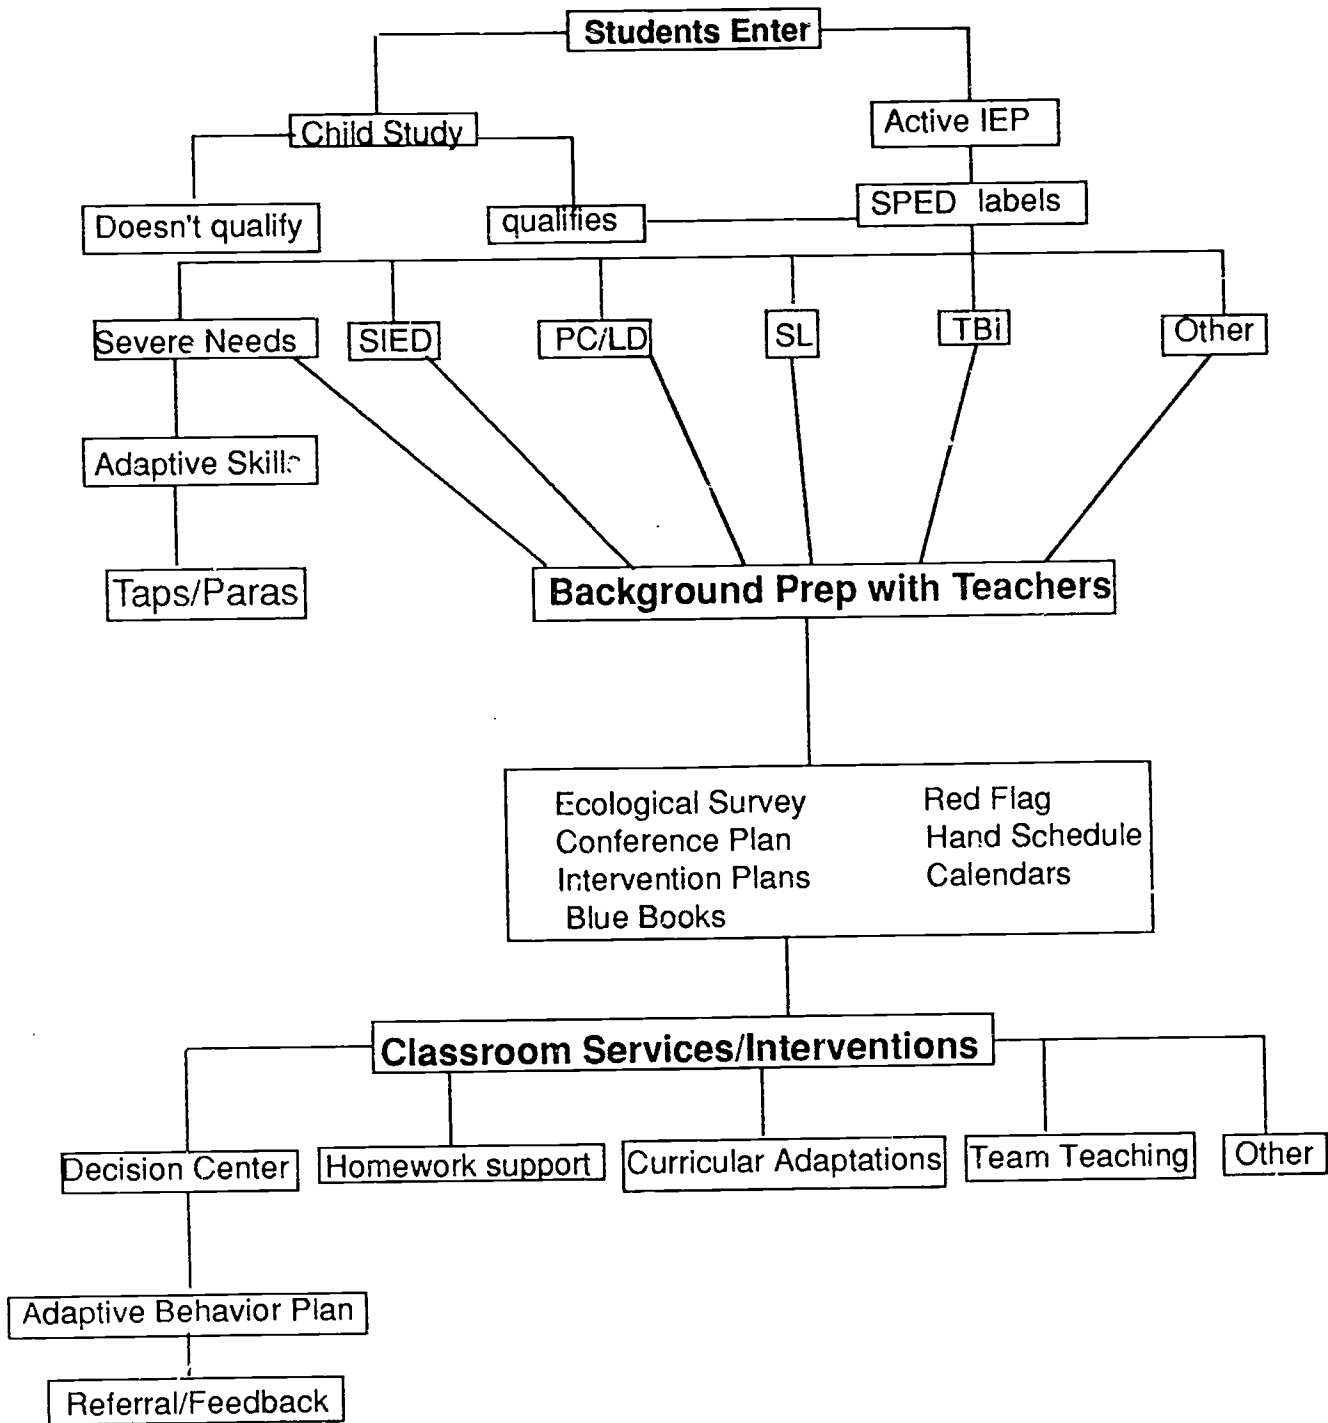 Students Enter
Child Study
Active IEP
Doesn't qualify
qualifies
SPED labels
Severe Needs
SIED
PC/LD
SL
TBi
Other
Adaptive Skills
Taps/Paras
Background Prep with Teachers
Ecological Survey
Conference Plan
Intervention Plans
Blue Books
Red Flag
Hand Schedule
Calendars
Classroom Services/Interventions
Decision Center
Homework support
Curricular Adaptations
Team Teaching
Other
Adaptive Behavior Plan
Referral/Feedback